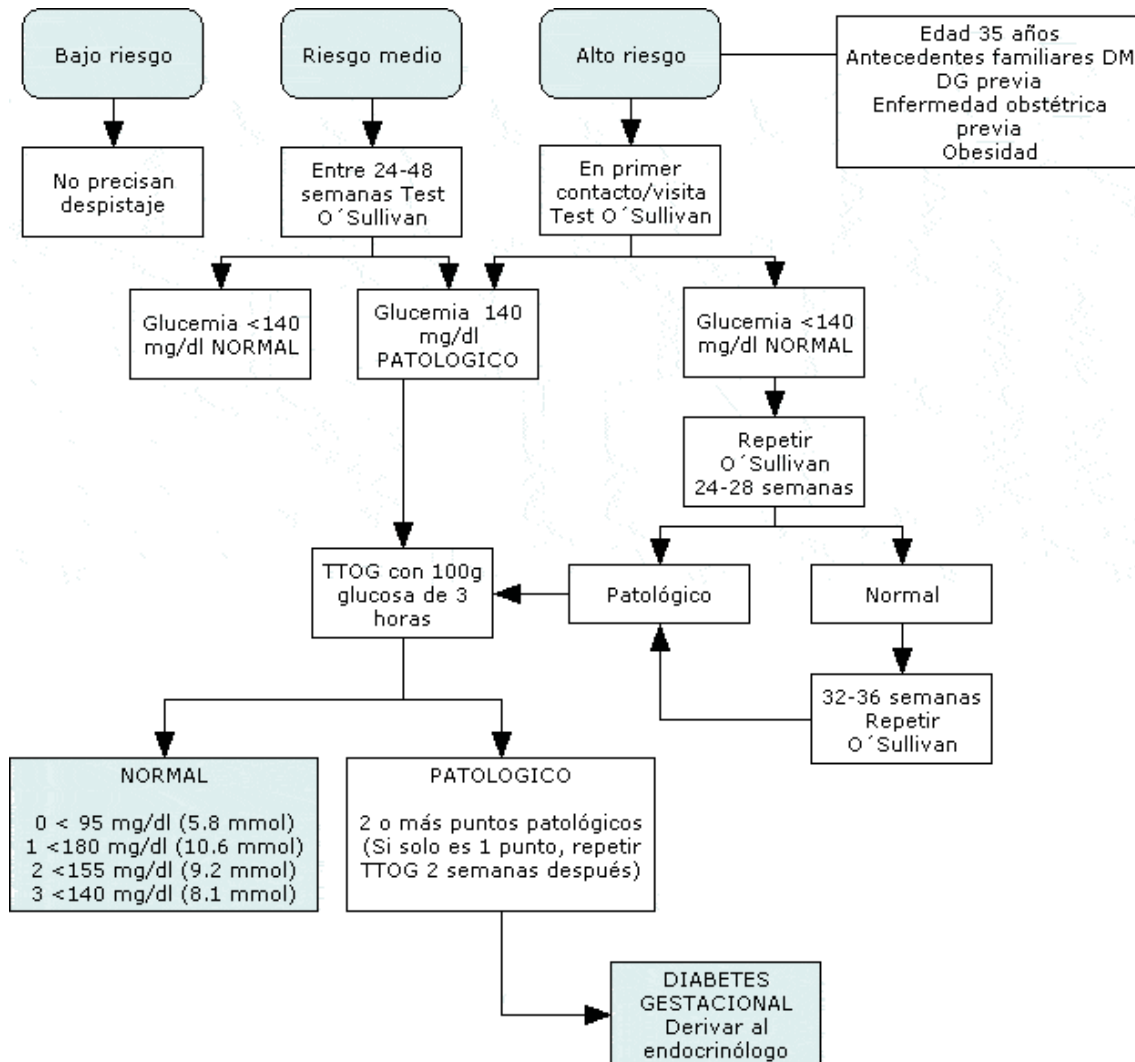 Bajo riesgo
Riesgo medio
Alto riesgo
Edad 35 años
Antecedentes familiares DM
DG previa
Enfermedad obstétrica
previa
Obesidad
No precisan
despistaje
Entre 24-48
semanas Test
O´Sullivan
En primer
contacto/visita
Test O´Sullivan
Glucemia <140
mg/dl NORMAL
Glucemia 140
mg/dl
PATOLOGICO
Glucemia <140
mg/dl NORMAL
Repetir
O´Sullivan
24-28 semanas
TTOG con 100g
glucosa de 3
horas
Patológico
Normal
32-36 semanas
Repetir
O´Sullivan
NORMAL
0 < 95 mg/dl (5.8 mmol)
1 <180 mg/dl (10.6 mmol)
2 <155 mg/dl (9.2 mmol)
3 <140 mg/dl (8.1 mmol)
PATOLOGICO
2 o más puntos patológicos
(Si solo es 1 punto, repetir
TTOG 2 semanas después)
DIABETES
GESTACIONAL
Derivar al
endocrinólogo